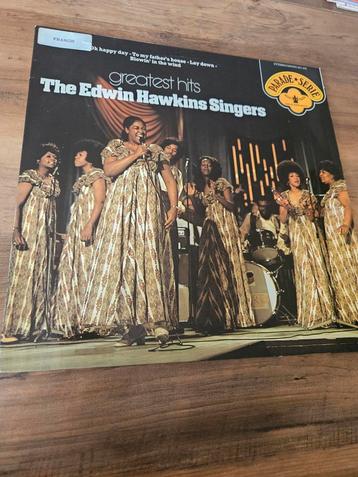 FRANCIS
Oh happy day - To my father's house - Lay down -
Blowin' in the wind
greatest hits
The Edwin Hawkins Singers
PARADE-SERIE